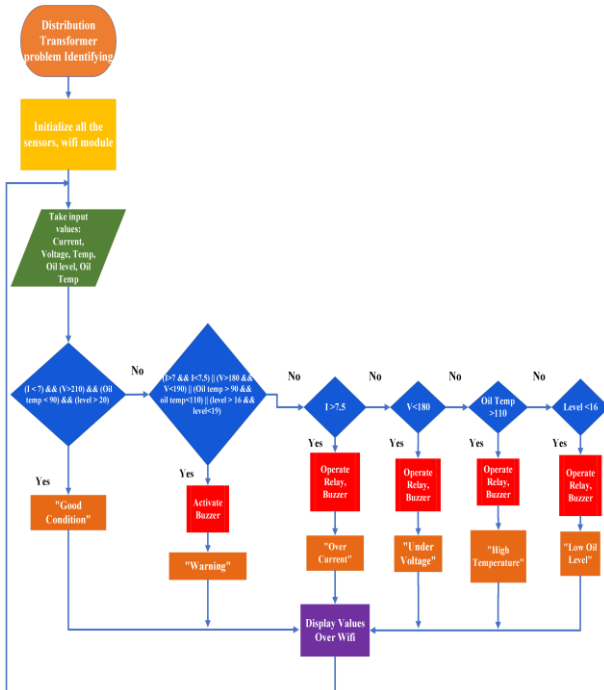 Distribution
Transformer
problem Identifying
Initialize all the
sensors, wifi module
Take input
values:
Current,
Voltage, Temp,
Oil level, Oil
Temp
(I < 7) && (V>210) && (Oil
temp < 90) && (level > 20)
No
(I>7 && I<7.5) || (V>180 &&
V<190) || (Oil temp > 90 &&
oil temp<110) || (level > 16 &&
level<19)
No
I >7.5
No
V<180
No
Oil Temp
>110
No
Level <16
Yes
"Good
Condition"
Yes
Activate
Buzzer
"Warning"
Yes
Operate
Relay,
Buzzer
"Over
Current"
Yes
Operate
Relay,
Buzzer
"Under
Voltage"
Yes
Operate
Relay,
Buzzer
"High
Temperature"
Yes
Operate
Relay,
Buzzer
"Low Oil
Level"
Display Values
Over Wifi